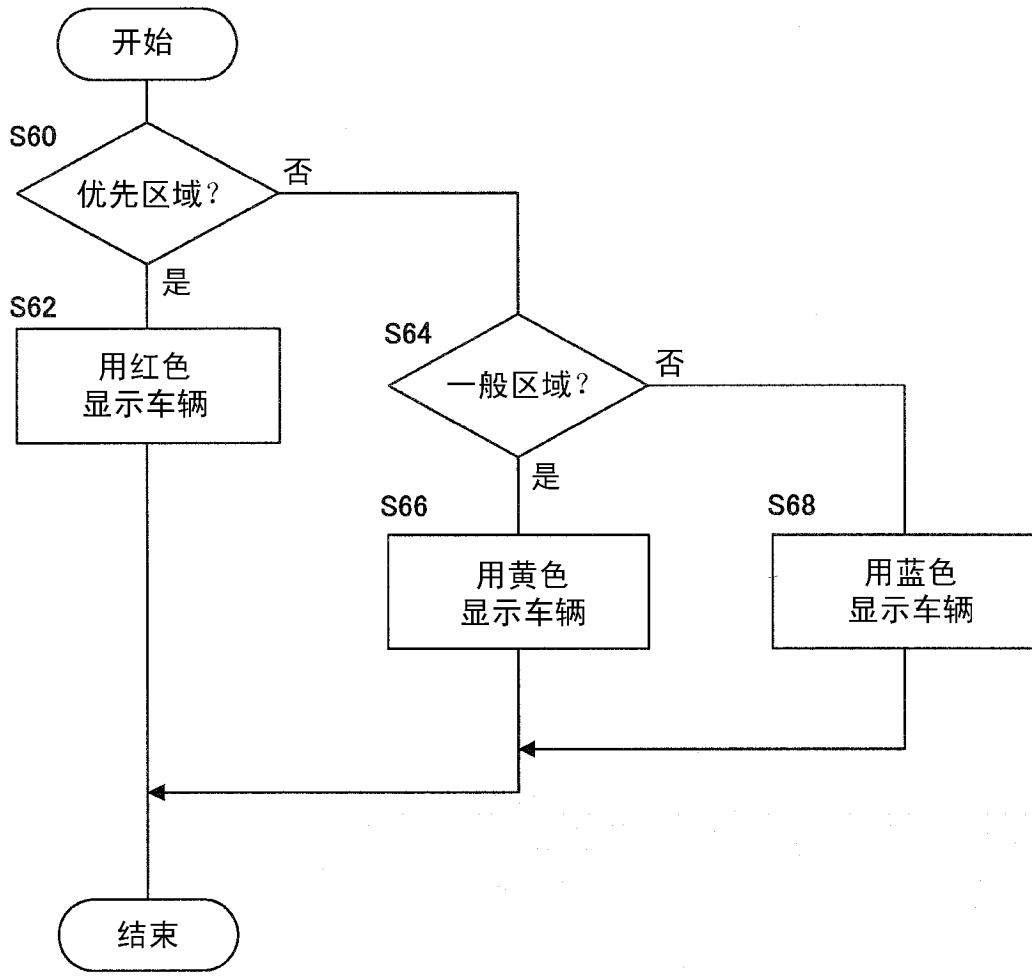 开始
S60
优先区域?
否
是
S62
用红色
显示车辆
S64
一般区域?
否
是
S66
用黄色
显示车辆
S68
用蓝色
显示车辆
结束